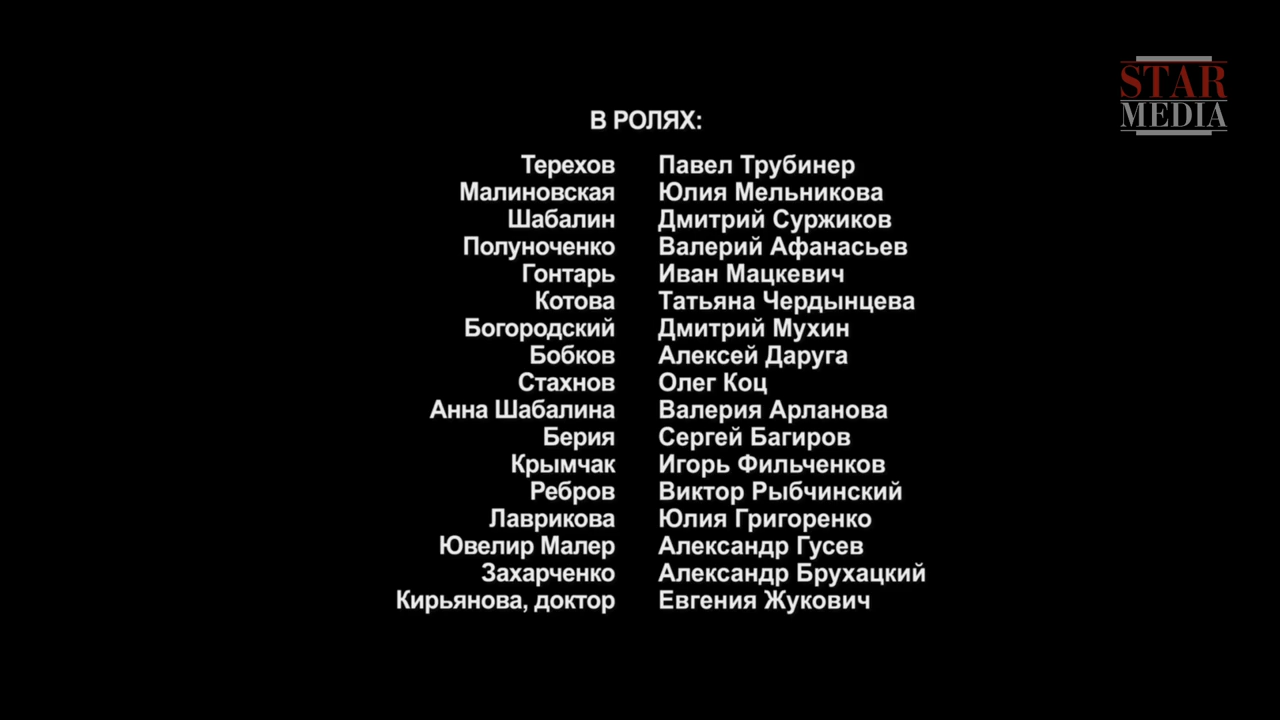 STAR
MEDIA
В РОЛЯХ:
Терехов Павел Трубинер
Малиновская Юлия Мельникова
Шабалин Дмитрий Суржиков
Полуноченко Валерий Афанасьев
Гонтарь Иван Мацкевич
Котова Татьяна Чердынцева
Богородский Дмитрий Мухин
Бобков Алексей Даруга
Стахнов Олег Коц
Анна Шабалина Валерия Арланова
Берия Сергей Багиров
Крымчак Игорь Фильченков
Ребров Виктор Рыбчинский
Лаврикова Юлия Григоренко
Ювелир Малер Александр Гусев
Захарченко Александр Брухацкий
Кирьянова, доктор Евгения Жукович